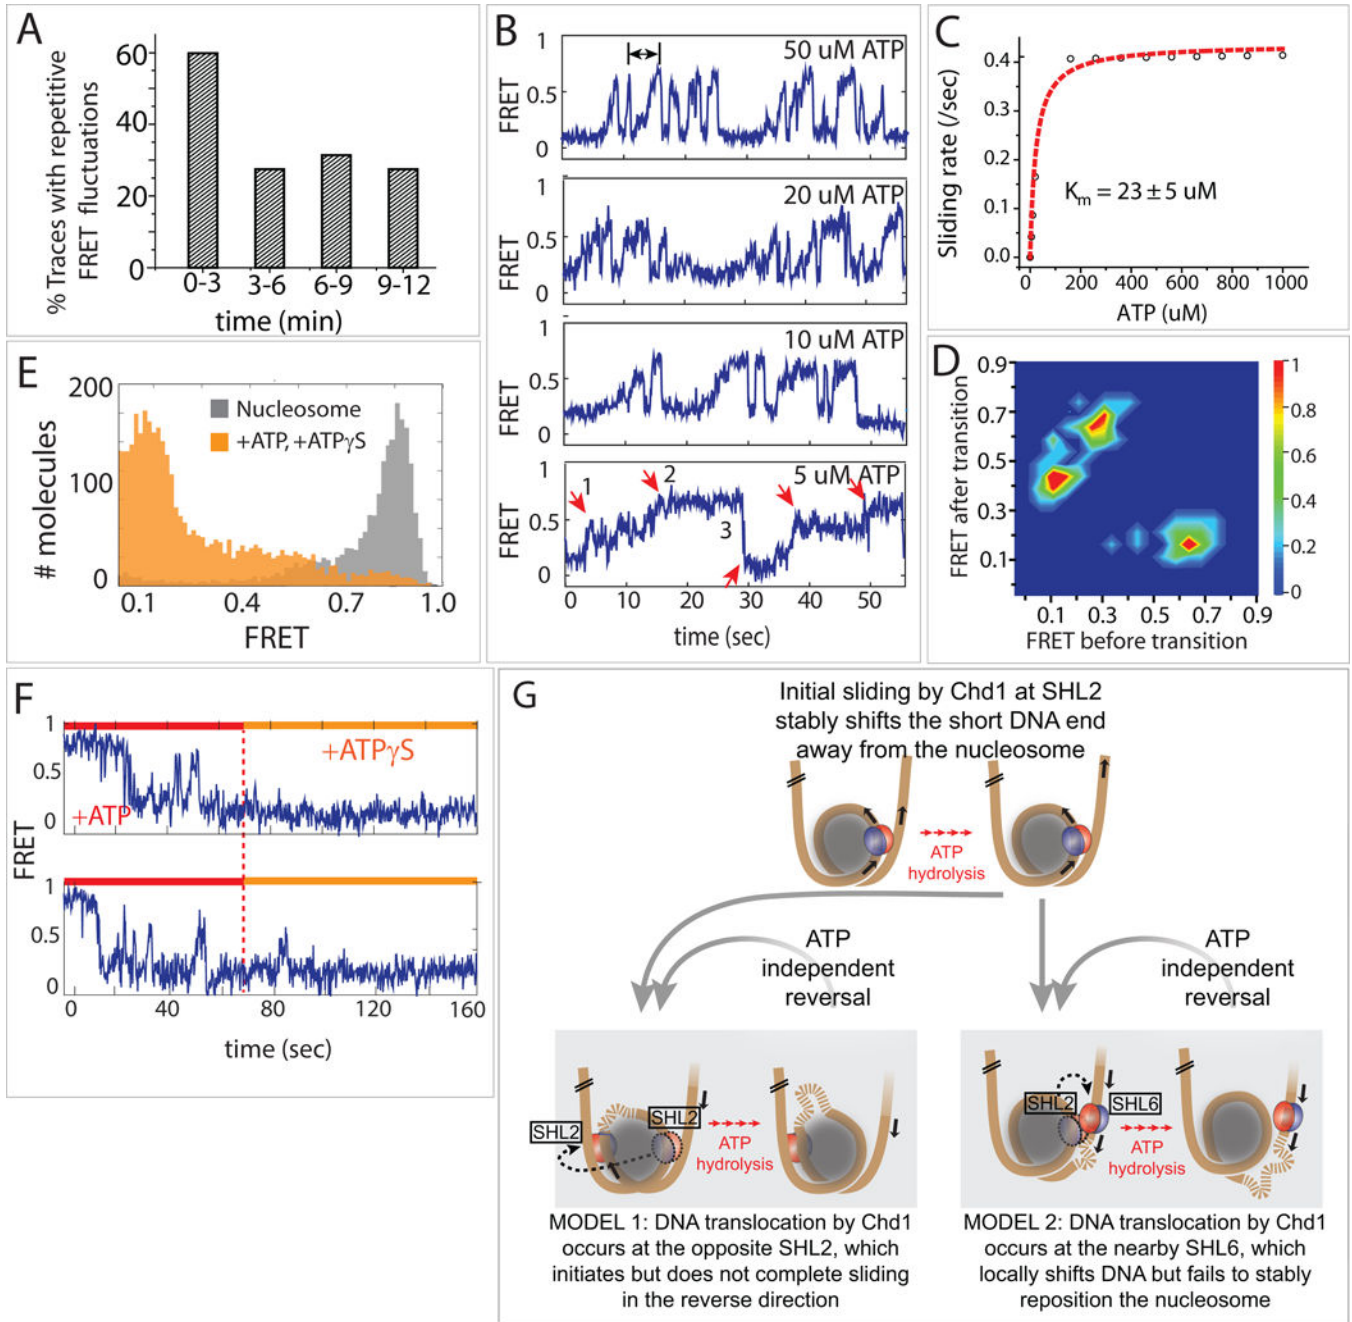 A
% Traces with repetitive
FRET fluctuations
60
40
20
0
0-3
3-6
6-9
9-12
time (min)
B
50 uM ATP
FRET
1
0.5
0
20 uM ATP
FRET
1
0.5
0
10 uM ATP
FRET
1
0.5
0
5 uM ATP
FRET
1
0.5
0
1
2
3
0
10
20
30
40
50
time (sec)
C
Sliding rate (/sec)
0.4
0.3
0.1
0.0
Km = 23 ± 5 uM
0
200
400
600
800
1000
ATP (uM)
D
FRET after transition
0.9
0.7
0.5
0.3
0.1
0.1
0.3
0.5
0.7
0.9
FRET before transition
1
0.8
0.6
0.4
0.2
0
E
# molecules
200
100
0
Nucleosome
+ATP, +ATPγS
0.1
0.4
0.7
1.0
FRET
F
FRET
1
0.5
0
+ATP
+ATPγS
1
0.5
0
0
40
80
120
160
time (sec)
G
Initial sliding by Chd1 at SHL2
stably shifts the short DNA end
away from the nucleosome
ATP
hydrolysis
ATP
independent
reversal
ATP
independent
reversal
SHL2
SHL2
ATP
hydrolysis
SHL2
SHL6
ATP
hydrolysis
MODEL 1: DNA translocation by Chd1
occurs at the opposite SHL2, which
initiates but does not complete sliding
in the reverse direction
MODEL 2: DNA translocation by Chd1
occurs at the nearby SHL6, which
locally shifts DNA but fails to stably
reposition the nucleosome